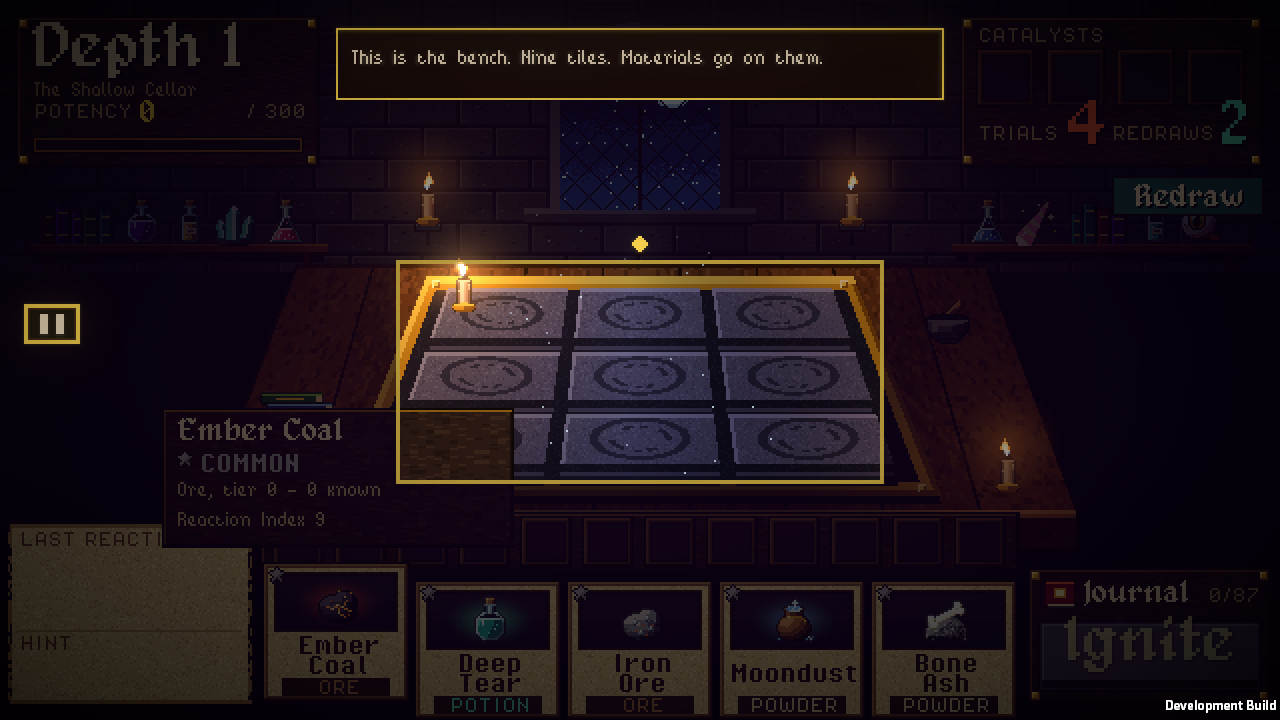 Depth 1
The Shallow Cellar
POTENCY 0 / 300
This is the bench. Nine tiles. Materials go on them.
CATALYSTS
TRIALS 4 REDRAWS 2
Redraw
Ember Coal
COMMON
Ore, tier 0 - 0 known
Reaction Index 9
LAST REACTI
HINT
Ember
Coal
ORE
Deep
Tear
POTION
Iron
Ore
ORE
Moondust
POWDER
Bone
Ash
POWDER
Journal 0/87
Ignite
Development Build